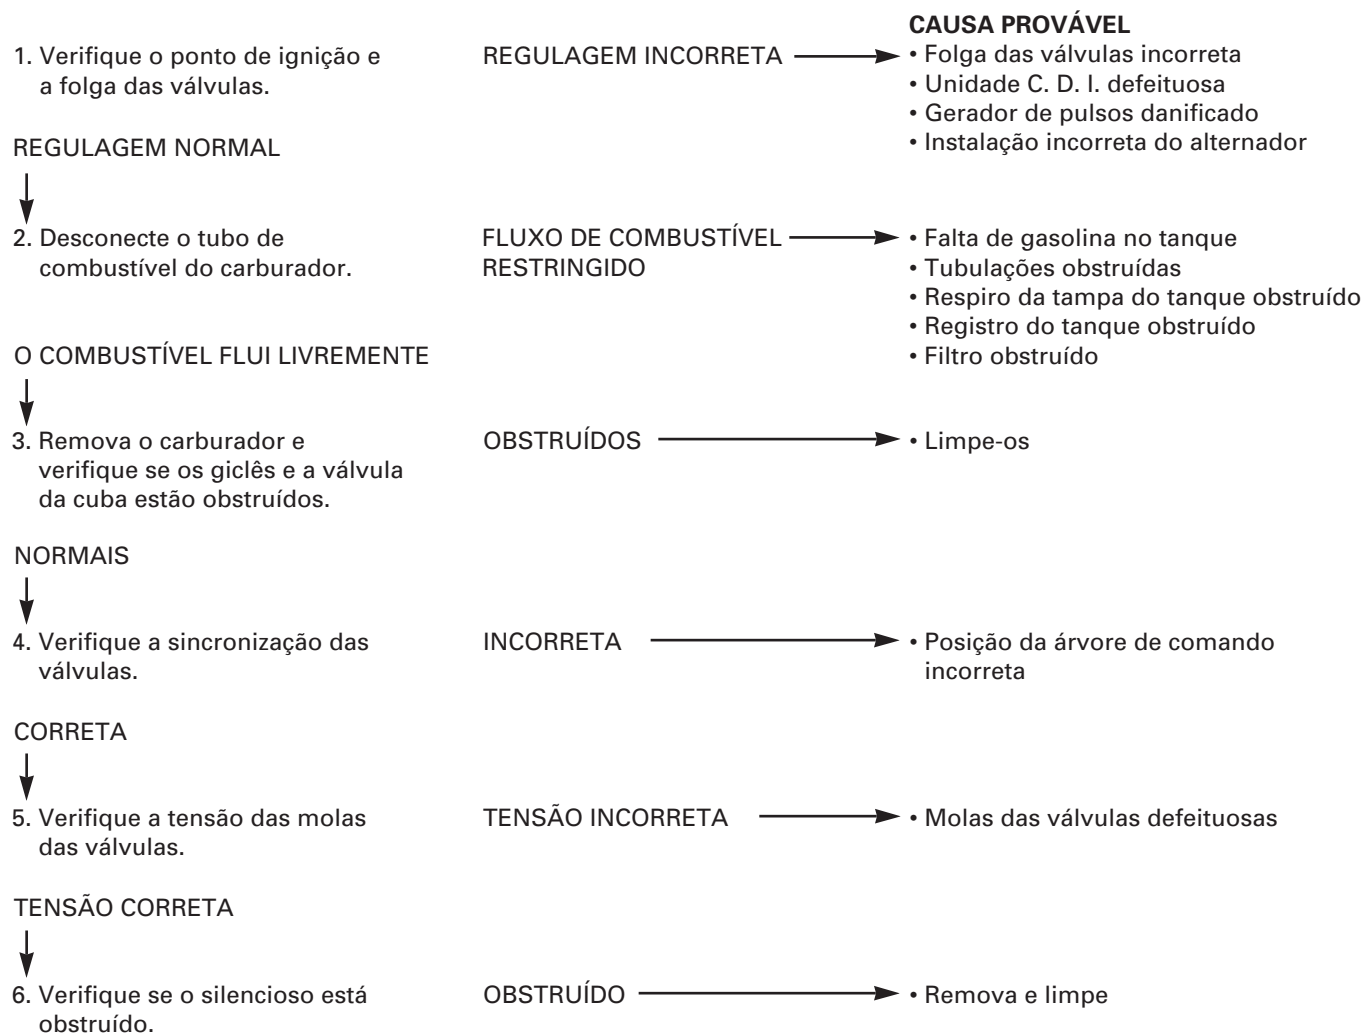 CAUSA PROVÁVEL
1. Verifique o ponto de ignição e
a folga das válvulas.
REGULAGEM INCORRETA
• Folga das válvulas incorreta
• Unidade C. D. I. defeituosa
• Gerador de pulsos danificado
• Instalação incorreta do alternador
REGULAGEM NORMAL
2. Desconecte o tubo de
combustível do carburador.
FLUXO DE COMBUSTÍVEL
RESTRINGIDO
• Falta de gasolina no tanque
• Tubulações obstruídas
• Respiro da tampa do tanque obstruído
• Registro do tanque obstruído
• Filtro obstruído
O COMBUSTÍVEL FLUI LIVREMENTE
3. Remova o carburador e
verifique se os giclês e a válvula
da cuba estão obstruídos.
OBSTRUÍDOS
• Limpe-os
NORMAIS
4. Verifique a sincronização das
válvulas.
INCORRETA
• Posição da árvore de comando
incorreta
CORRETA
5. Verifique a tensão das molas
das válvulas.
TENSÃO INCORRETA
• Molas das válvulas defeituosas
TENSÃO CORRETA
6. Verifique se o silencioso está
obstruído.
OBSTRUÍDO
• Remova e limpe